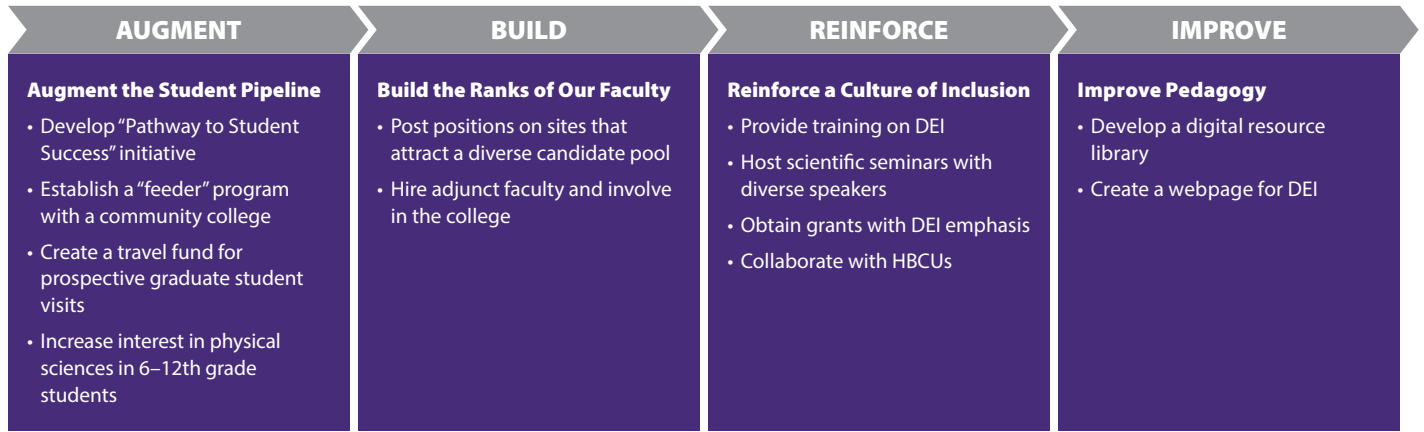 AUGMENT
BUILD
REINFORCE
IMPROVE
Augment the Student Pipeline
• Develop “Pathway to Student
Success” initiative
• Establish a “feeder” program
with a community college
• Create a travel fund for
prospective graduate student
visits
• Increase interest in physical
sciences in 6–12th grade
students
Build the Ranks of Our Faculty
• Post positions on sites that
attract a diverse candidate pool
• Hire adjunct faculty and involve
in the college
Reinforce a Culture of Inclusion
• Provide training on DEI
• Host scientific seminars with
diverse speakers
• Obtain grants with DEI emphasis
• Collaborate with HBCUs
Improve Pedagogy
• Develop a digital resource
library
• Create a webpage for DEI